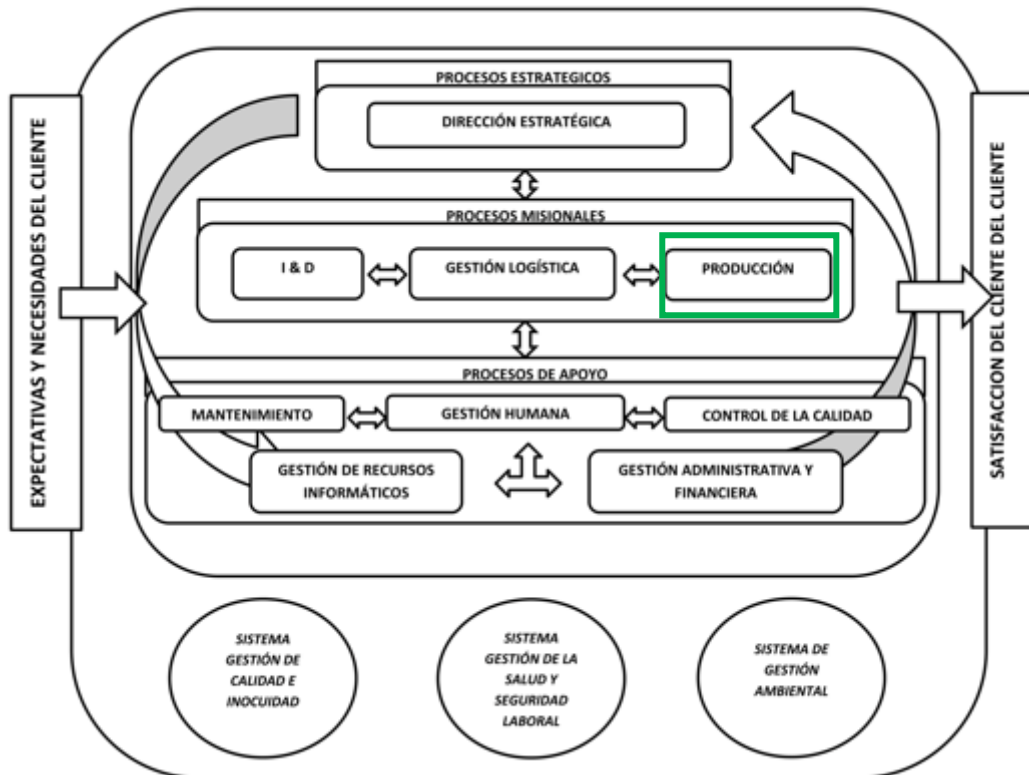 PROCESOS ESTRATEGICOS
DIRECCIÓN ESTRATÉGICA
EXPECTATIVAS Y NECESIDADES DEL CLIENTE
PROCESOS MISIONALES
I & D
GESTIÓN LOGÍSTICA
PRODUCCIÓN
SATISFACCION DEL CLIENTE DEL CLIENTE
PROCESOS DE APOYO
MANTENIMIENTO
GESTIÓN HUMANA
CONTROL DE LA CALIDAD
GESTIÓN DE RECURSOS
INFORMÁTICOS
GESTIÓN ADMINISTRATIVA Y
FINANCIERA
SISTEMA
GESTIÓN DE
CALIDAD E
INOCUIDAD
SISTEMA
GESTIÓN DE LA
SALUD Y
SEGURIDAD
LABORAL
SISTEMA DE
GESTIÓN
AMBIENTAL